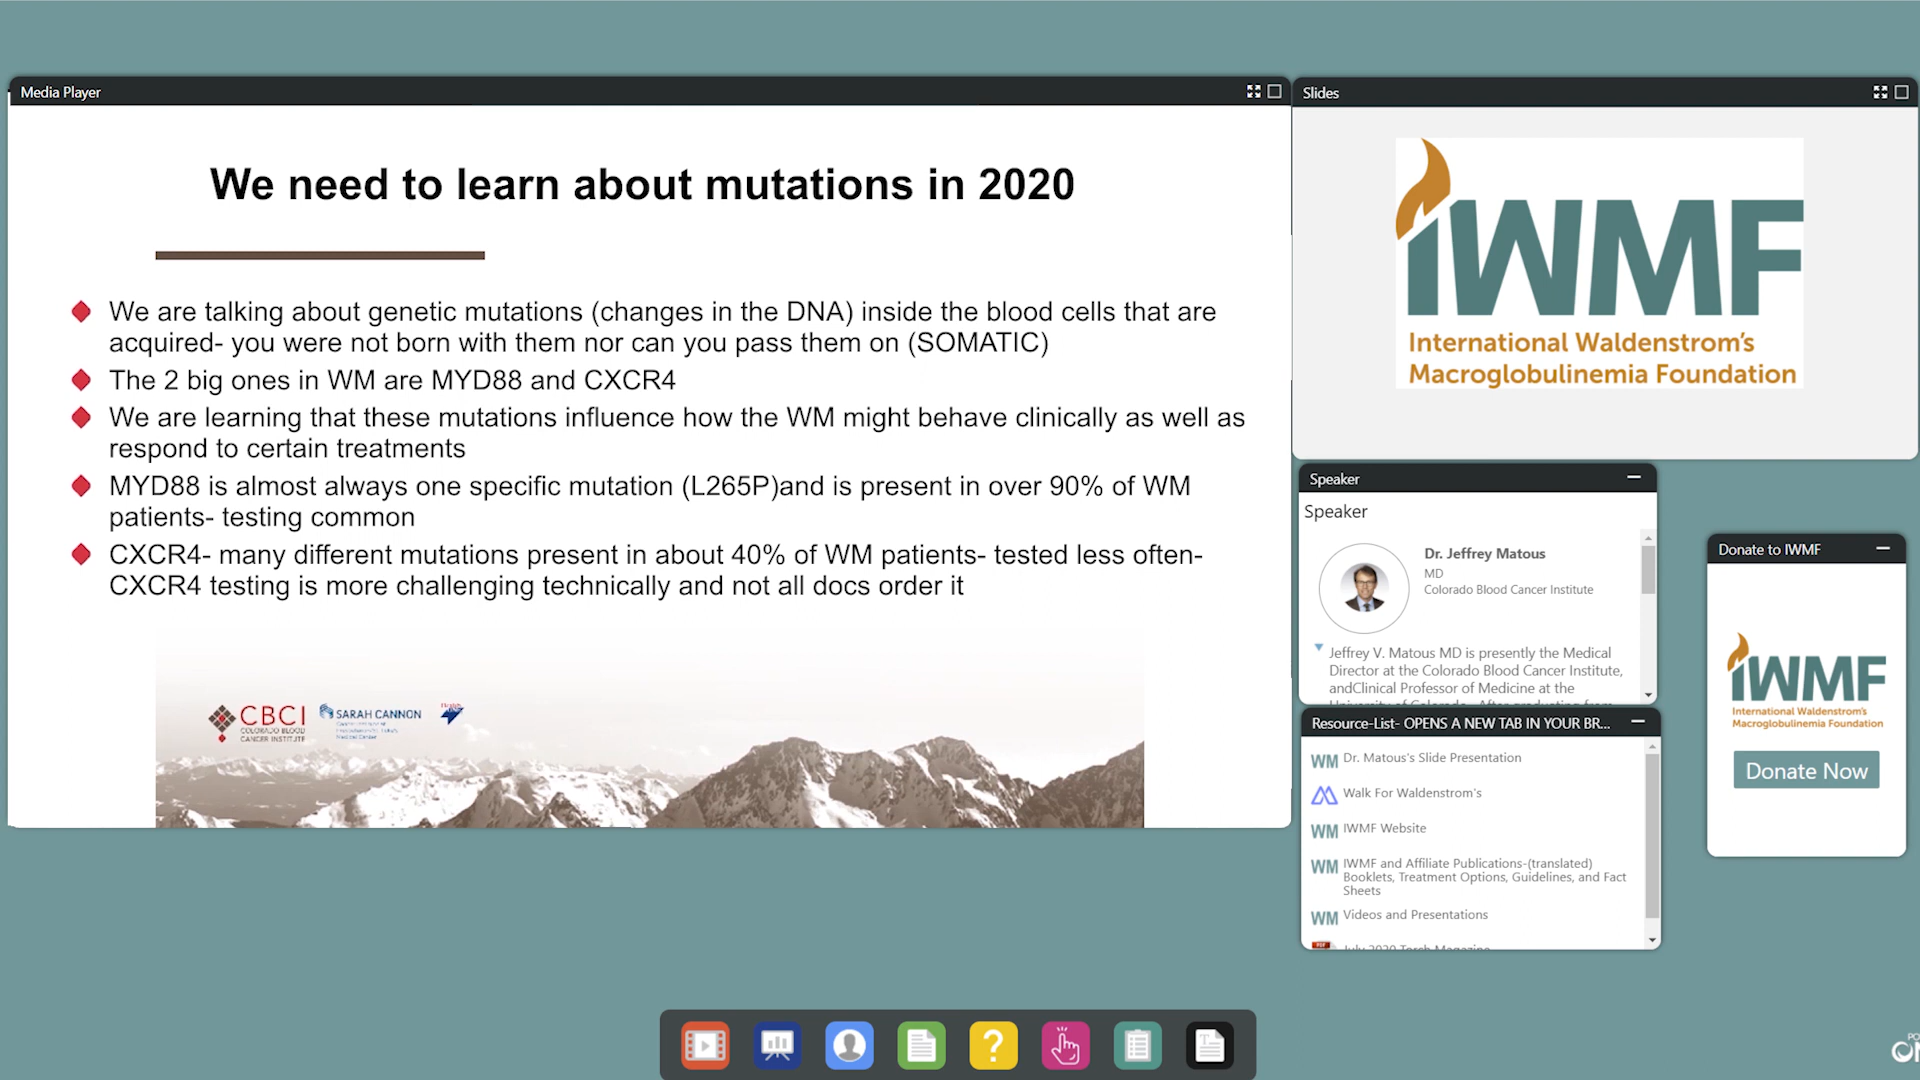 Media Player
We need to learn about mutations in 2020
We are talking about genetic mutations (changes in the DNA) inside the blood cells that are
acquired- you were not born with them nor can you pass them on (SOMATIC)
The 2 big ones in WM are MYD88 and CXCR4
We are learning that these mutations influence how the WM might behave clinically as well as
respond to certain treatments
MYD88 is almost always one specific mutation (L265P)and is present in over 90% of WM
patients- testing common
CXCR4- many different mutations present in about 40% of WM patients- tested less often-
CXCR4 testing is more challenging technically and not all docs order it
CBCI
COLORADO BLOOD
CANCER INSTITUTE
SARAH CANNON
Slides
IWMF
International Waldenstrom's
Macroglobulinemia Foundation
Speaker
Speaker
Dr. Jeffrey Matous
MD
Colorado Blood Cancer Institute
Jeffrey V. Matous MD is presently the Medical
Director at the Colorado Blood Cancer Institute,
andClinical Professor of Medicine at the
University of Colorado. After graduating from
Resource-List- OPENS A NEW TAB IN YOUR BR...
WM Dr. Matous's Slide Presentation
Walk For Waldenstrom's
WM IWMF Website
WM IWMF and Affiliate Publications-(translated)
Booklets, Treatment Options, Guidelines, and Fact
Sheets
WM Videos and Presentations
July 2020 Torch Magazine
Donate to IWMF
IWMF
International Waldenstrom's
Macroglobulinemia Foundation
Donate Now
?